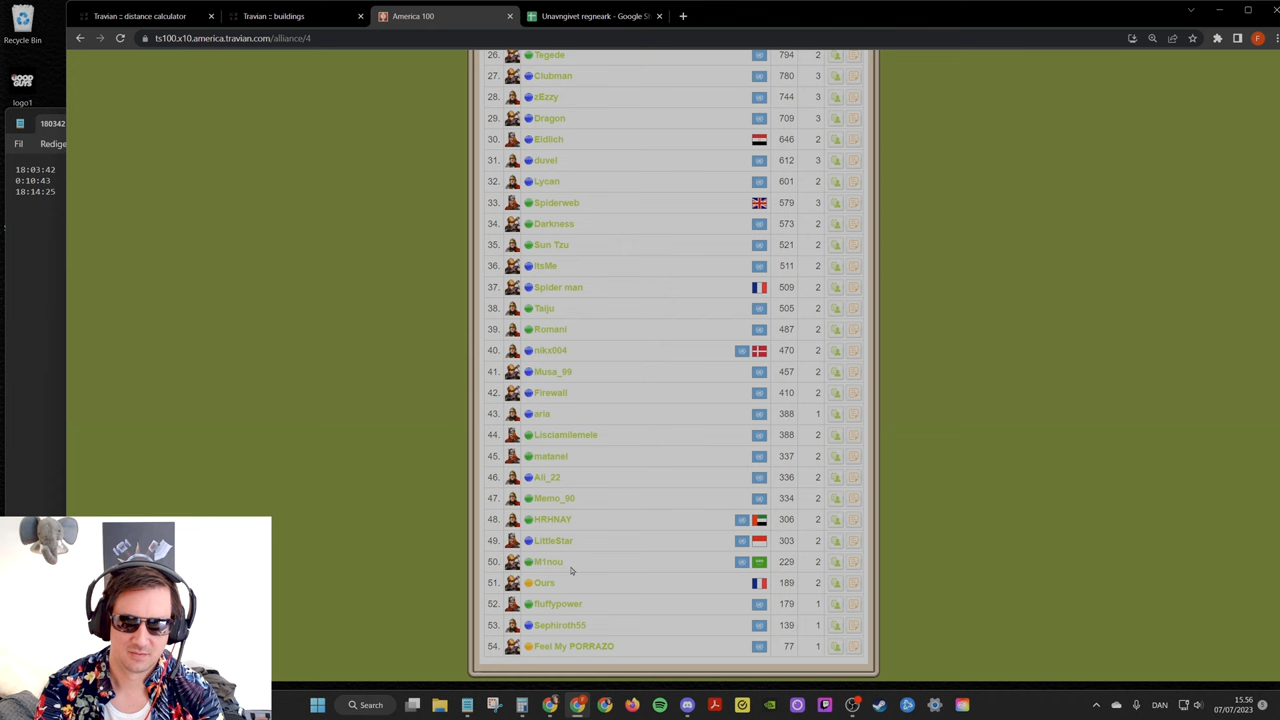 Recycle Bin
GOOD GUYS
logo1
Travian :: distance calculator
Travian :: buildings
America 100
Unavngivet regneark - Google Sh
ts100.x10.america.travian.com/alliance/4
F
180342
Fil Rediger
18:03:42
0:10:43
18:14:25
26. Tegede 794 2
27. Clubman 780 3
28. zEzzy 744 3
29. Dragon 709 3
30. Eldlich 646 2
31. duvel 612 3
32. Lycan 601 2
33. Spiderweb 579 3
34. Darkness 573 2
35. Sun Tzu 521 2
36. ItsMe 511 2
37. Spider man 508 2
38. Taiju 505 2
39. Romani 487 2
40. nikx004 470 2
41. Musa_99 457 2
42. Firewall 410 2
43. aria 388 1
44. Lisciamilemele 388 2
45. matanel 337 2
46. Ali_22 336 2
47. Memo_90 334 2
48. HRHNAY 306 2
49. LittleStar 303 2
50. M1nou 229 2
51. Ours 189 2
52. fluffypower 179 1
53. Sephiroth55 139 1
54. Feel My PORRAZO 77 1
Search
DAN
15.56
07/07/2023